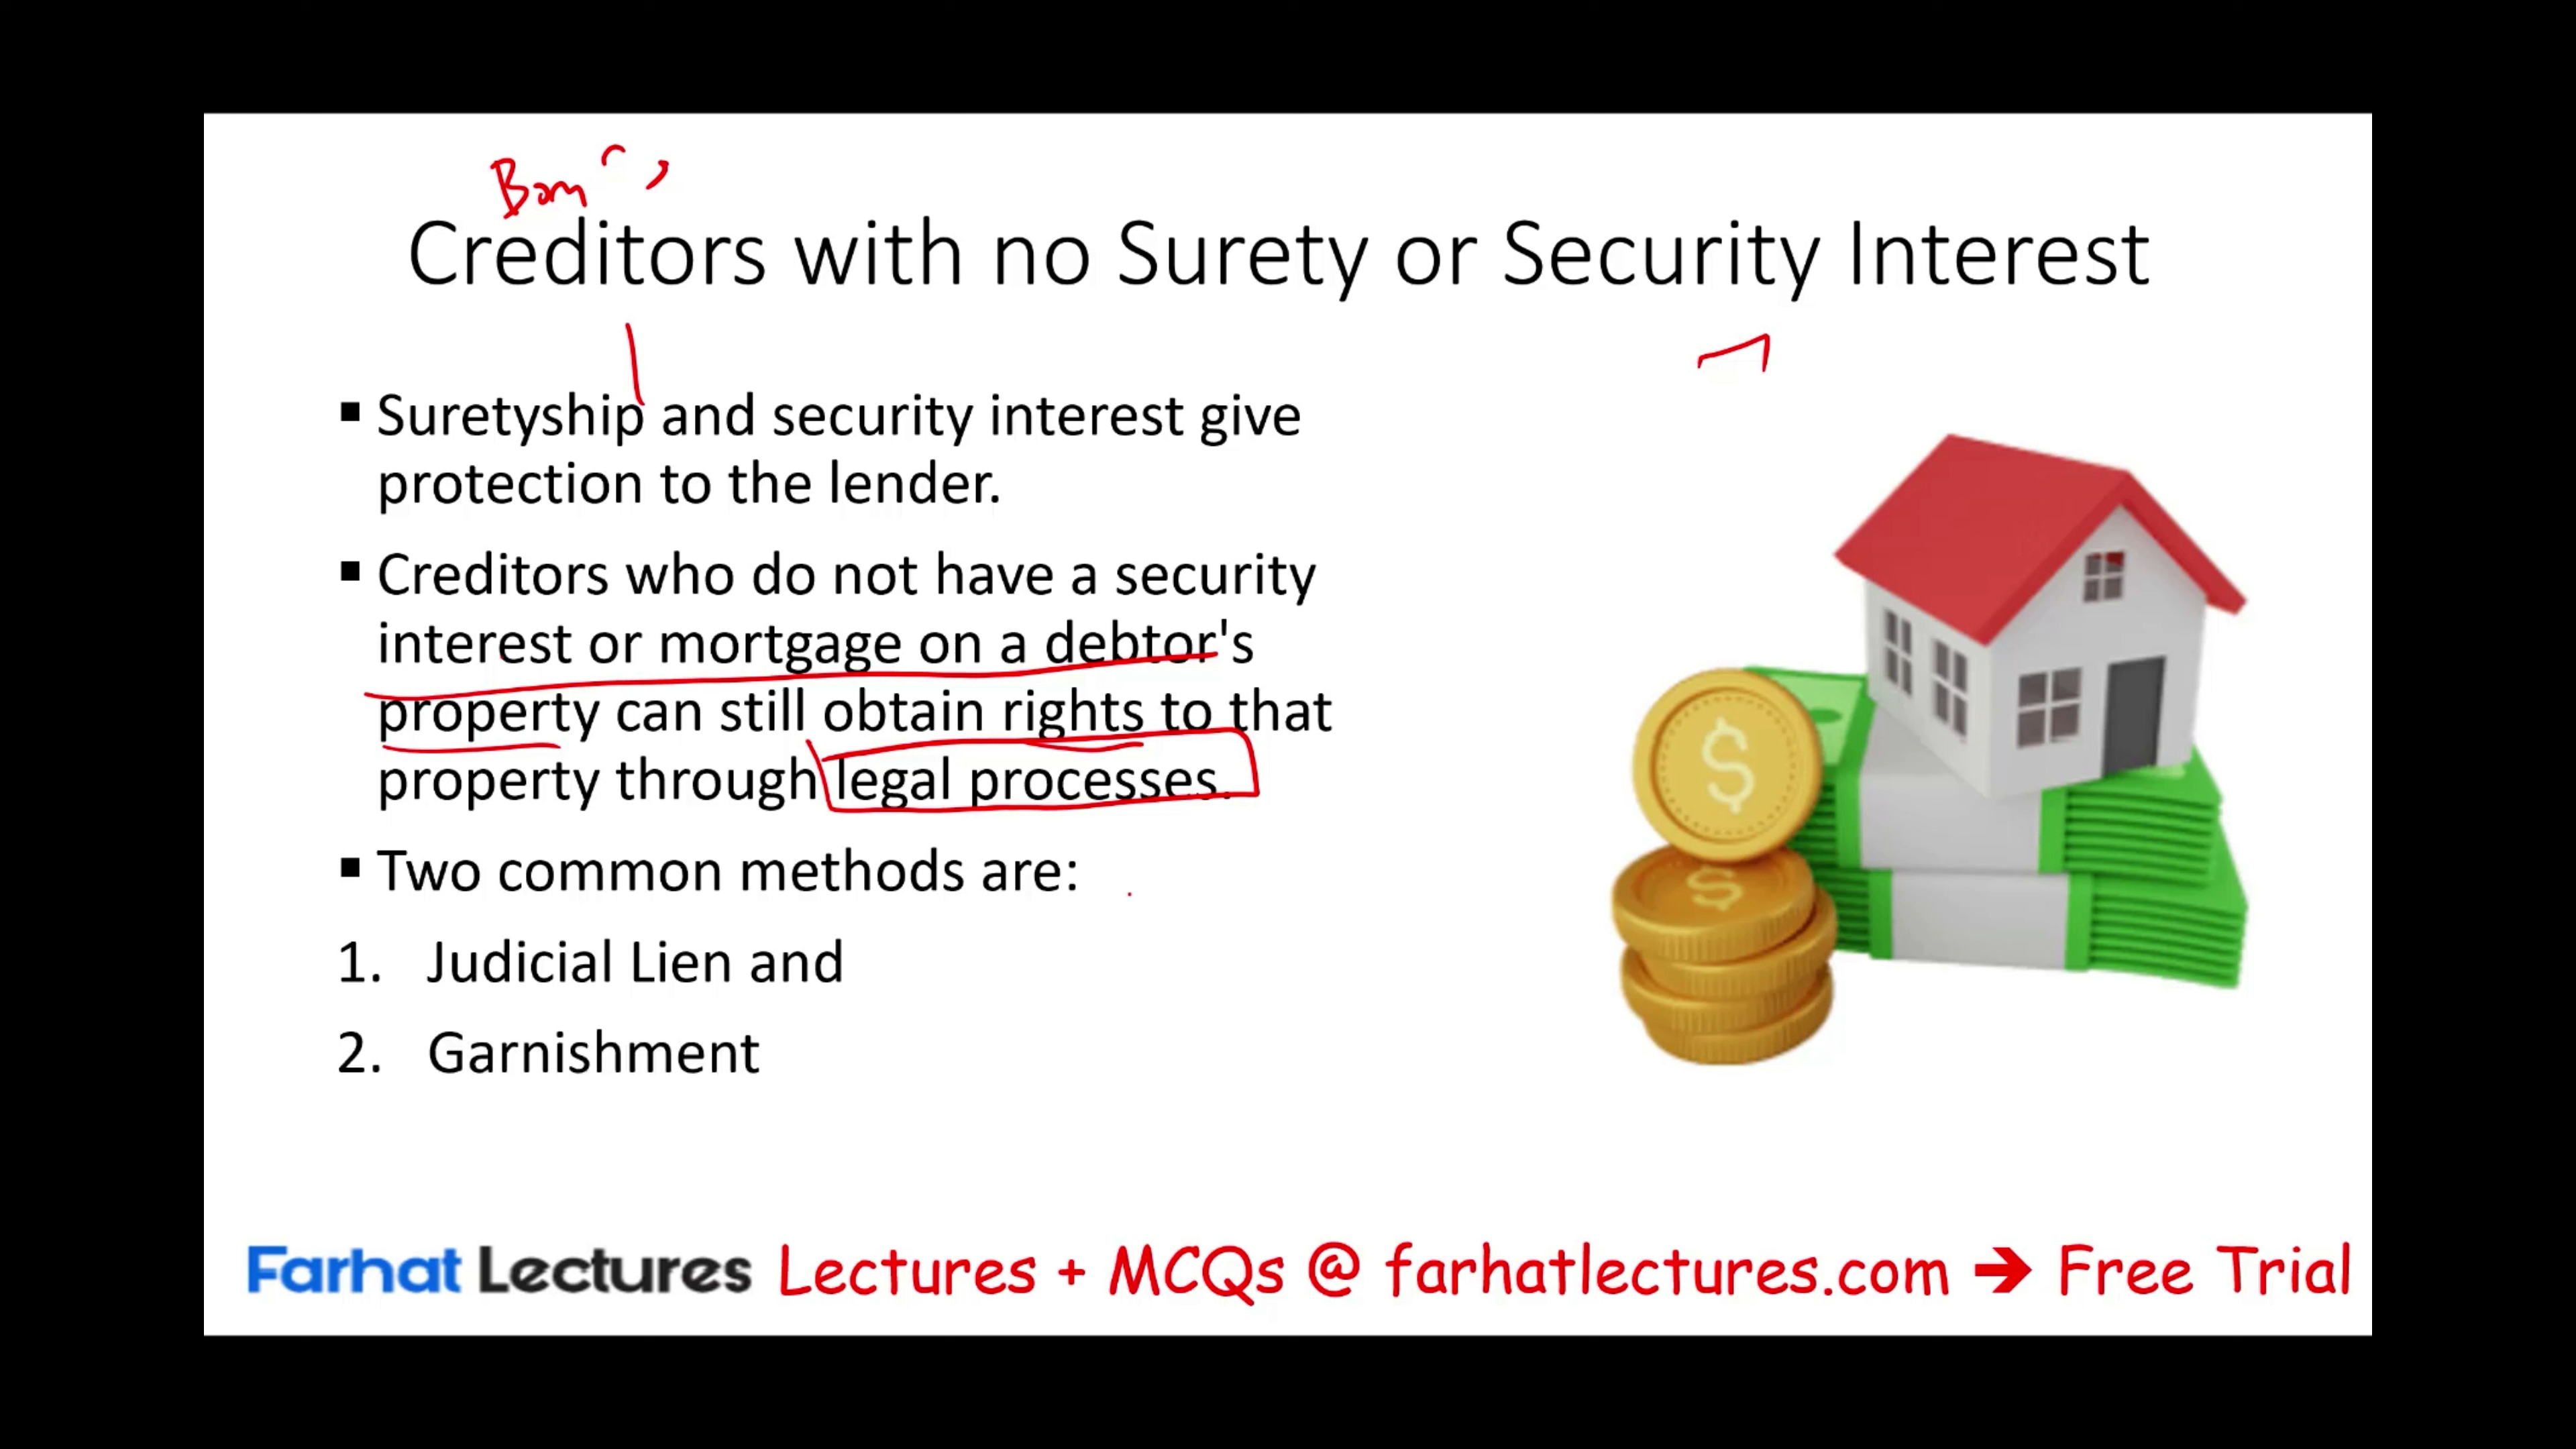 Creditors with no Surety or Security Interest
▪ Suretyship and security interest give
protection to the lender.
▪ Creditors who do not have a security
interest or mortgage on a debtor's
property can still obtain rights to that
property through legal processes.
▪ Two common methods are:
1. Judicial Lien and
2. Garnishment
Farhat Lectures Lectures + MCQs @ farhatlectures.com ➔ Free Trial